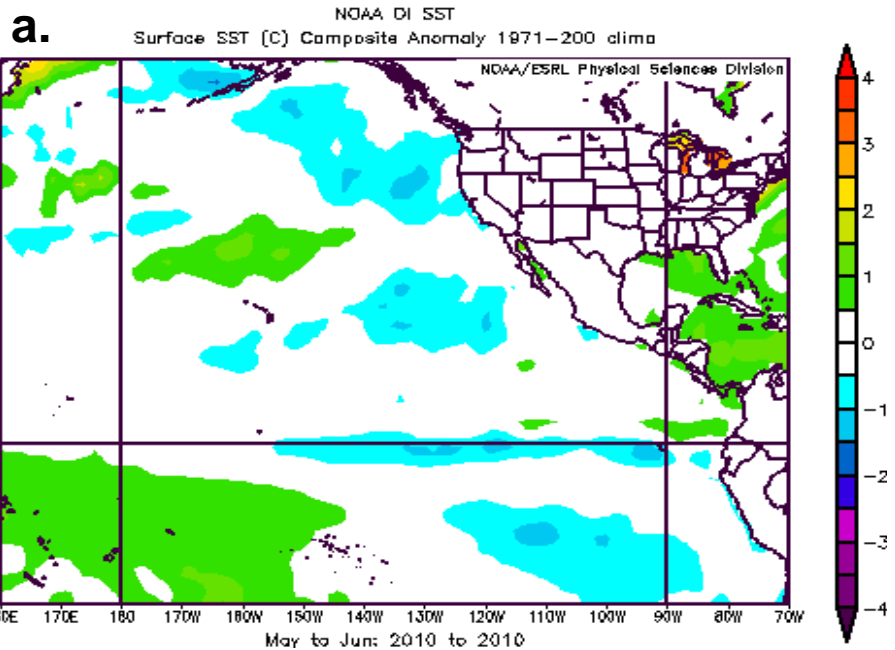 a.
NOAA OI SST
Surface SST (C) Composite Anomaly 1971-200 clima
NOAA/ESRL Physical Sciences Division
4
3
2
1
0
-1
-2
-3
-4
0E 170E 180 170W 160W 150W 140W 130W 120W 110W 100W 90W 80W 70W
May to Jun: 2010 to 2010